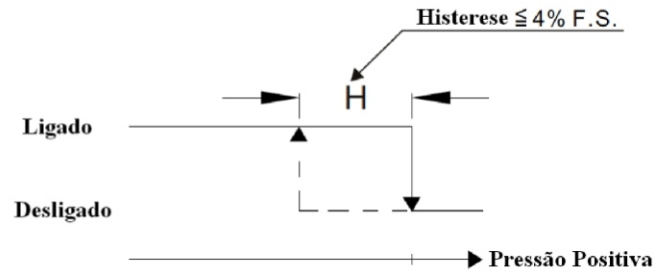 Histerese ≦4% F.S.
H
Ligado
Desligado
Pressão Positiva